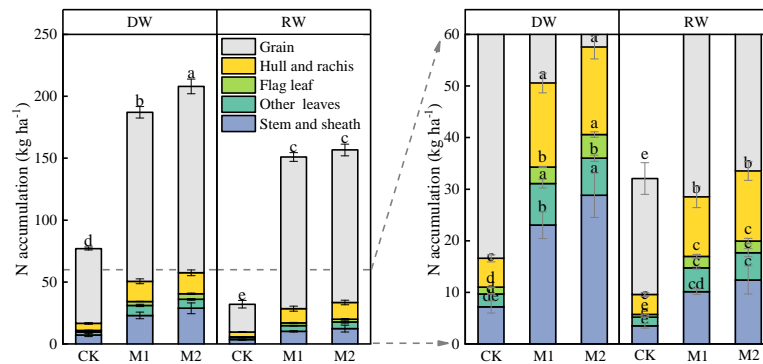 DW RW
250
200
150
100
50
0
N accumulation (kg ha⁻¹)
Grain
Hull and rachis
Flag leaf
Other leaves
Stem and sheath
d b a e c c
CK M1 M2 CK M1 M2
DW RW
60
50
40
30
20
10
0
N accumulation (kg ha⁻¹)
c d d de
a b a b
a a b a
e e e e
b c c cd
b c c c
CK M1 M2 CK M1 M2